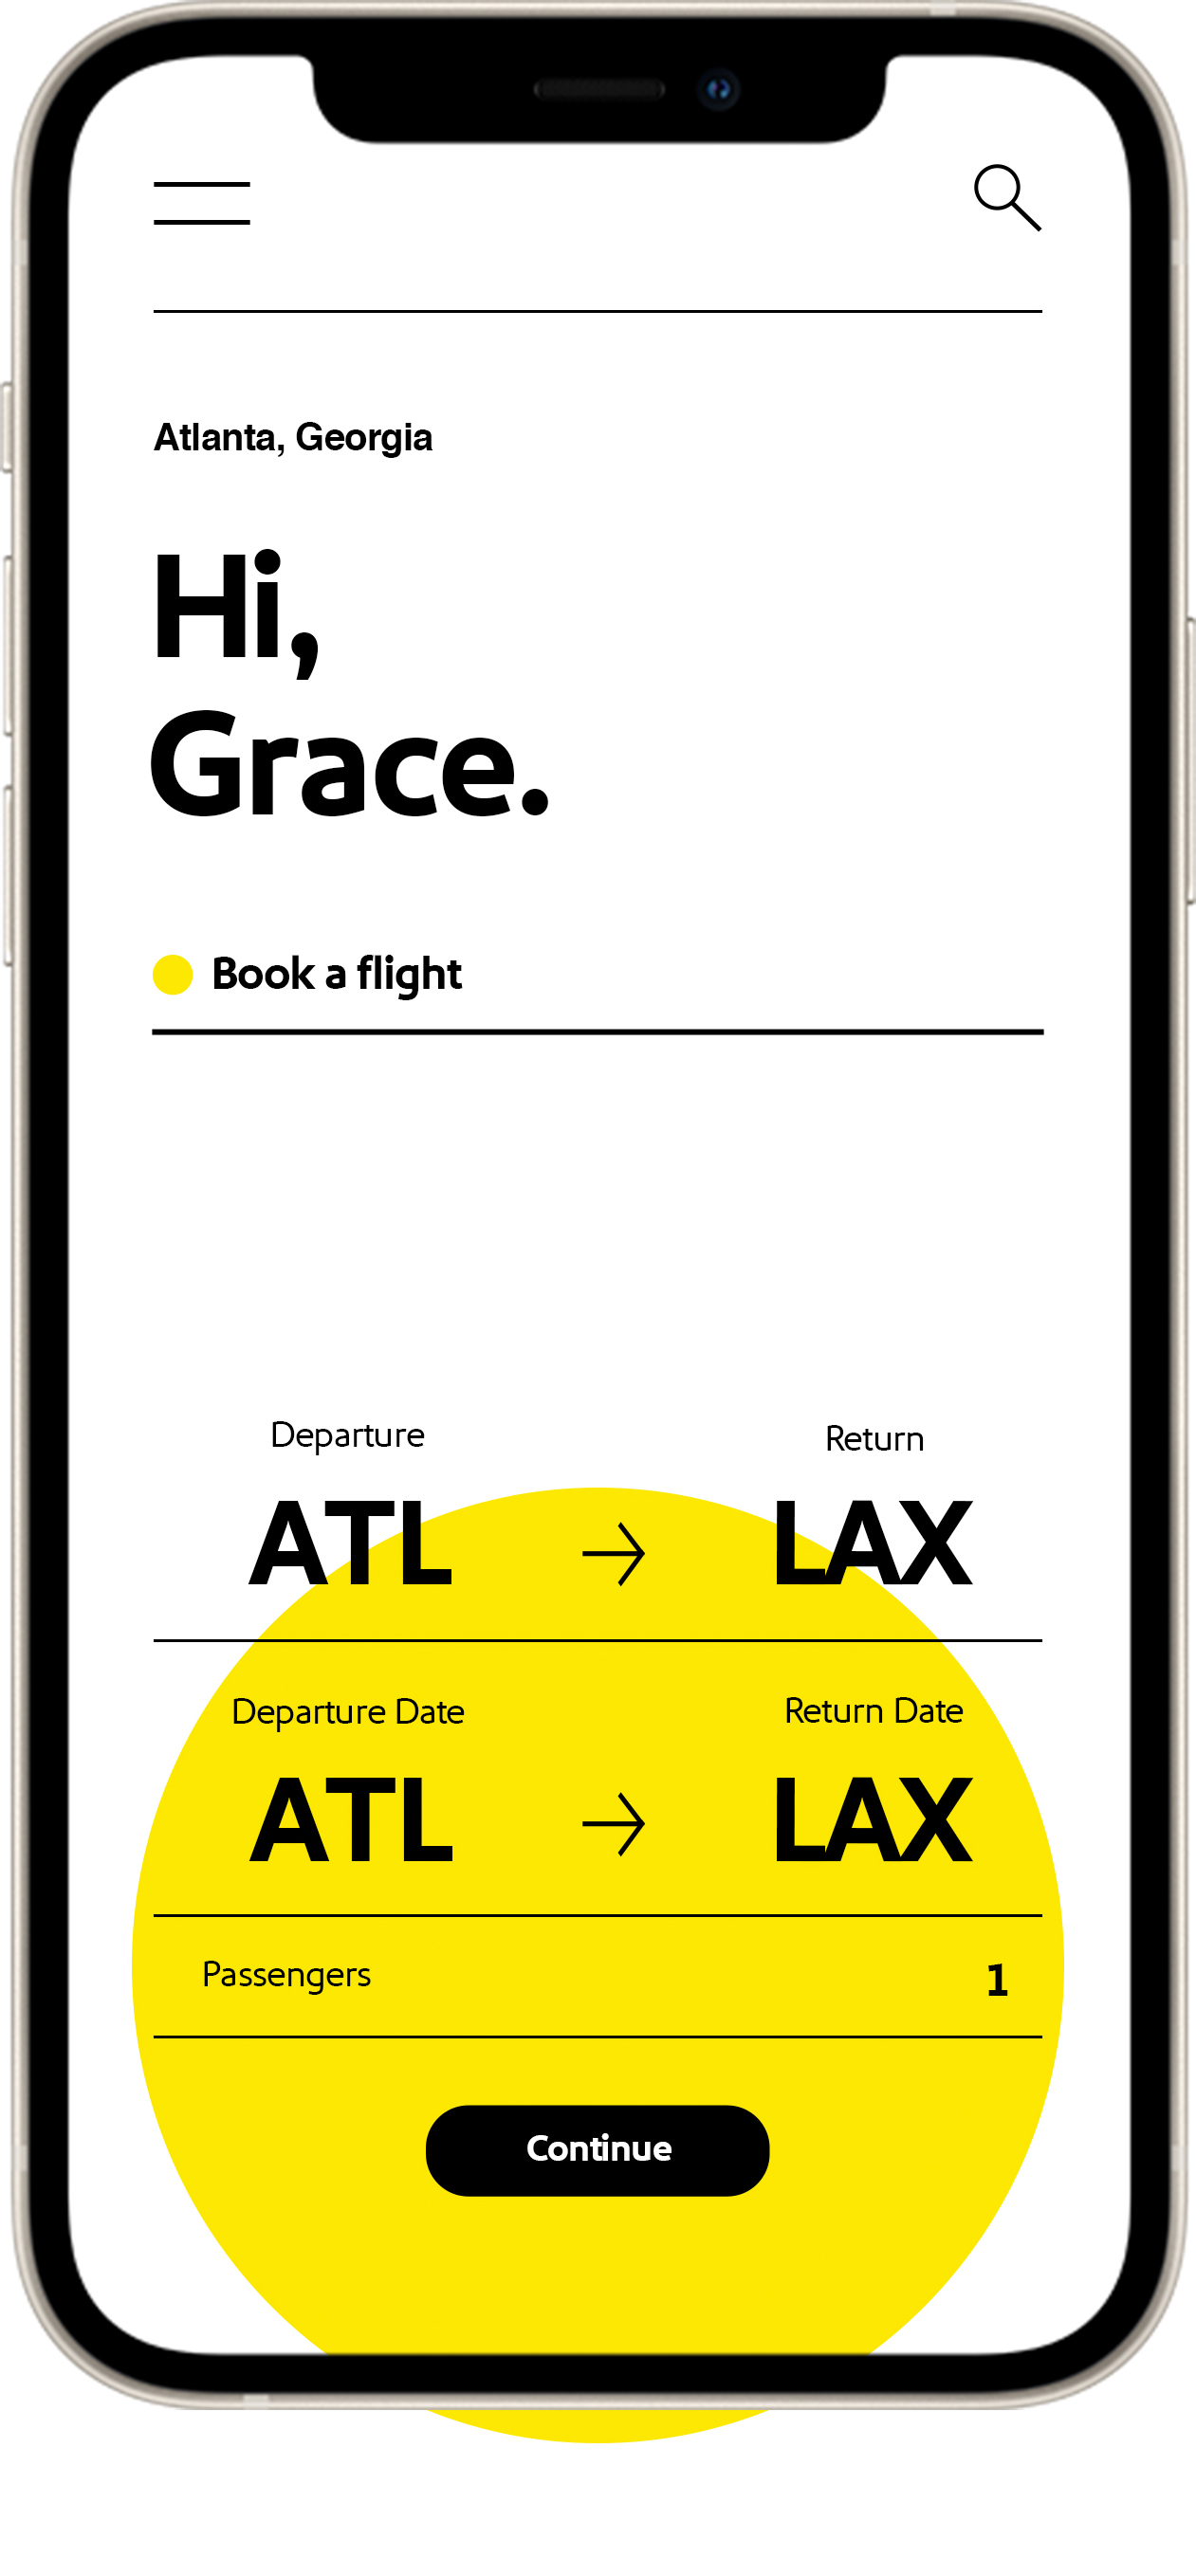 Atlanta, Georgia
Hi,
Grace.
Book a flight
Departure Return
ATL → LAX
Departure Date Return Date
ATL → LAX
Passengers 1
Continue